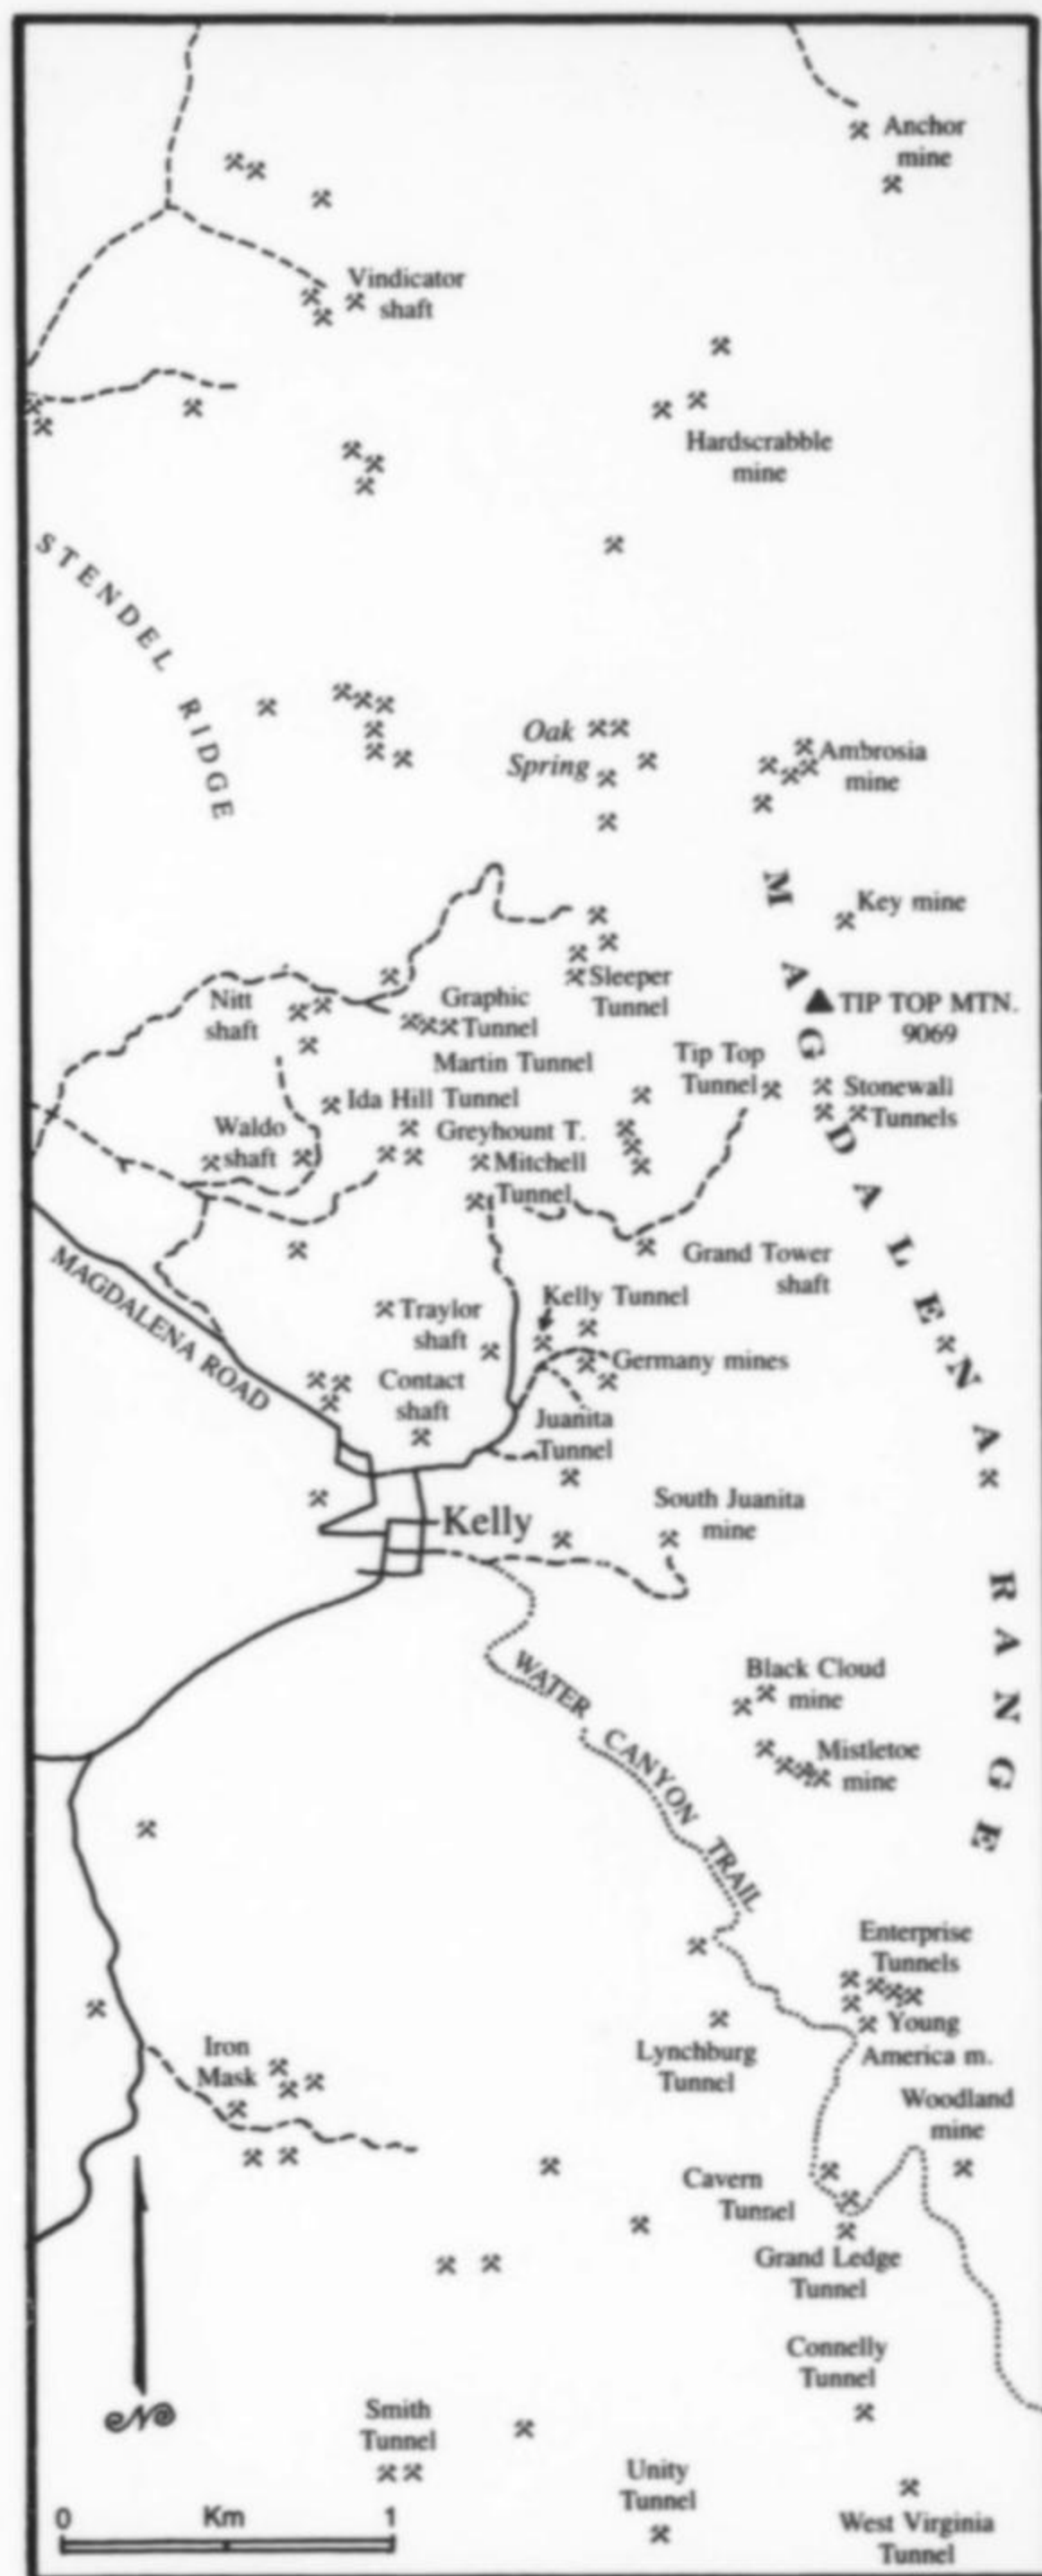 Anchor
mine
Vindicator
shaft
Hardscrabble
mine
STENDEL RIDGE
Oak
Spring
Ambrosia
mine
MAGDALENA RANGE
Key mine
Sleeper
Tunnel
Nitt
shaft
Graphic
Tunnel
TIP TOP MTN.
9069
Martin Tunnel
Tip Top
Tunnel
Stonewall
Tunnels
Ida Hill Tunnel
Waldo
shaft
Greyhount T.
Mitchell
Tunnel
Grand Tower
shaft
MAGDALENA ROAD
Kelly Tunnel
Traylor
shaft
Germany mines
Contact
shaft
Juanita
Tunnel
South Juanita
mine
Kelly
WATER CANYON TRAIL
Black Cloud
mine
Mistletoe
mine
Enterprise
Tunnels
Young
America m.
Lynchburg
Tunnel
Iron
Mask
Woodland
mine
Cavern
Tunnel
Grand Ledge
Tunnel
Connelly
Tunnel
N
Smith
Tunnel
Unity
Tunnel
West Virginia
Tunnel
0 Km 1